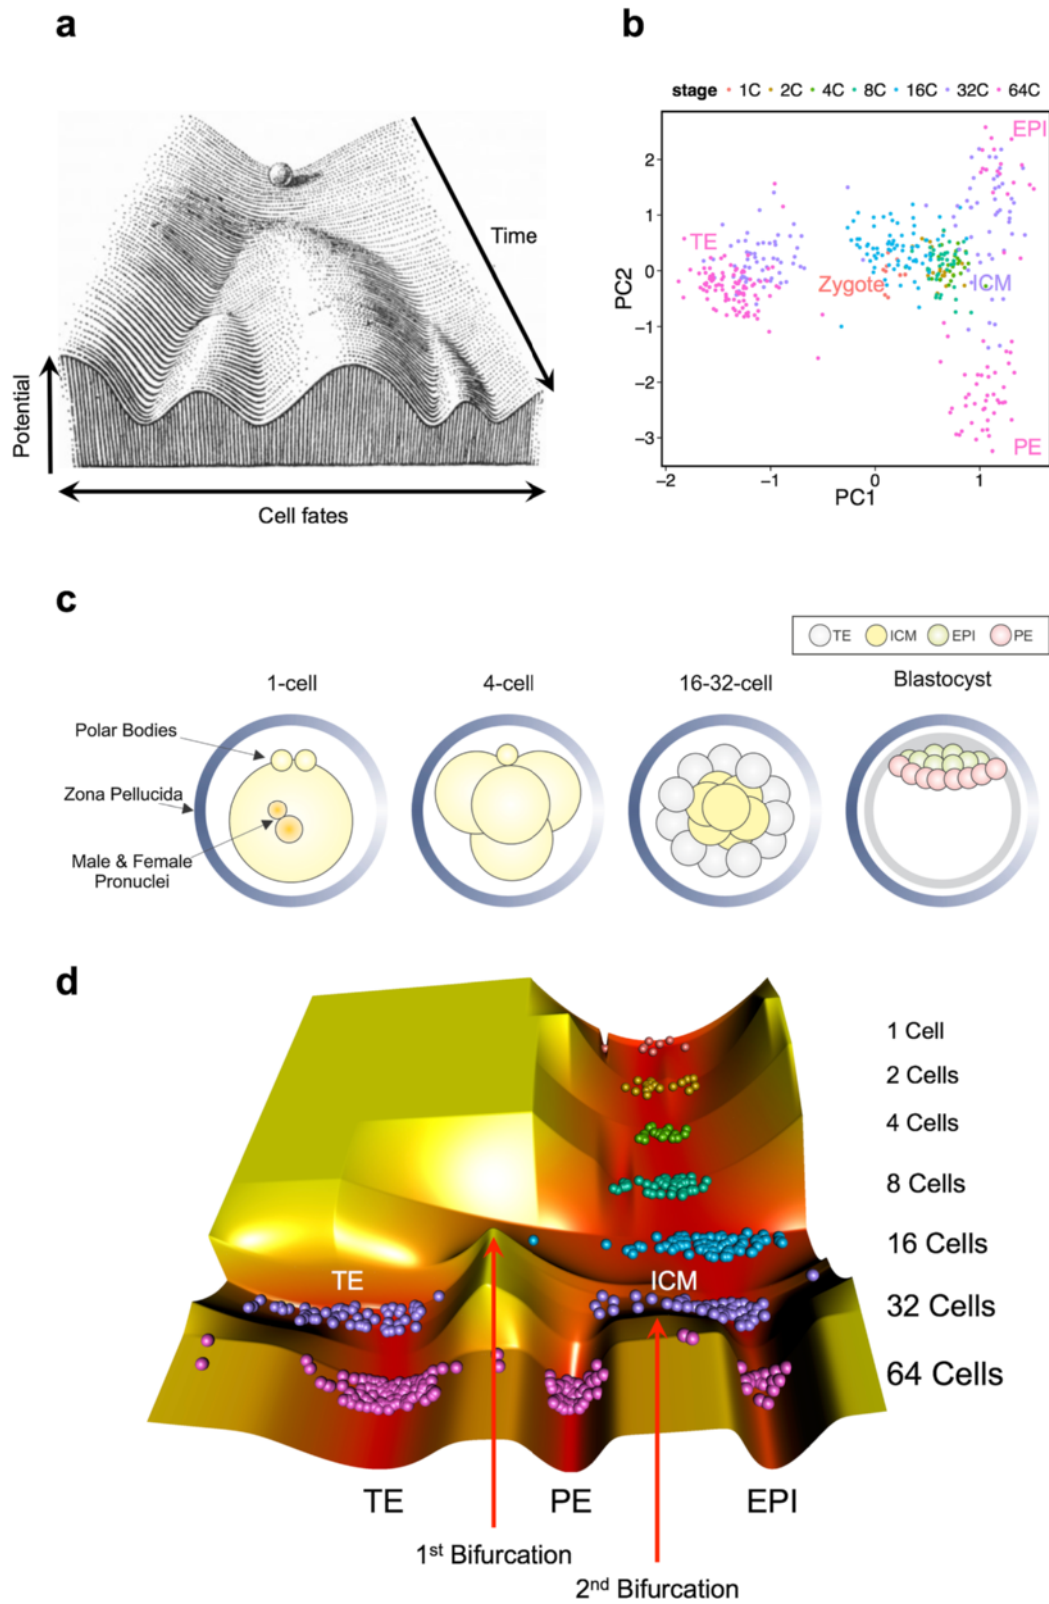 a
Time
Potential
Cell fates
b
stage 1C 2C 4C 8C 16C 32C 64C
EPI
TE
Zygote
ICM
PE
PC2
2
1
0
−1
−2
−3
−2 −1 0 1
PC1
c
TE ICM EPI PE
1-cell
4-cell
16-32-cell
Blastocyst
Polar Bodies
Zona Pellucida
Male & Female
Pronuclei
d
1 Cell
2 Cells
4 Cells
8 Cells
16 Cells
TE
ICM
32 Cells
64 Cells
TE
PE
EPI
1st Bifurcation
2nd Bifurcation